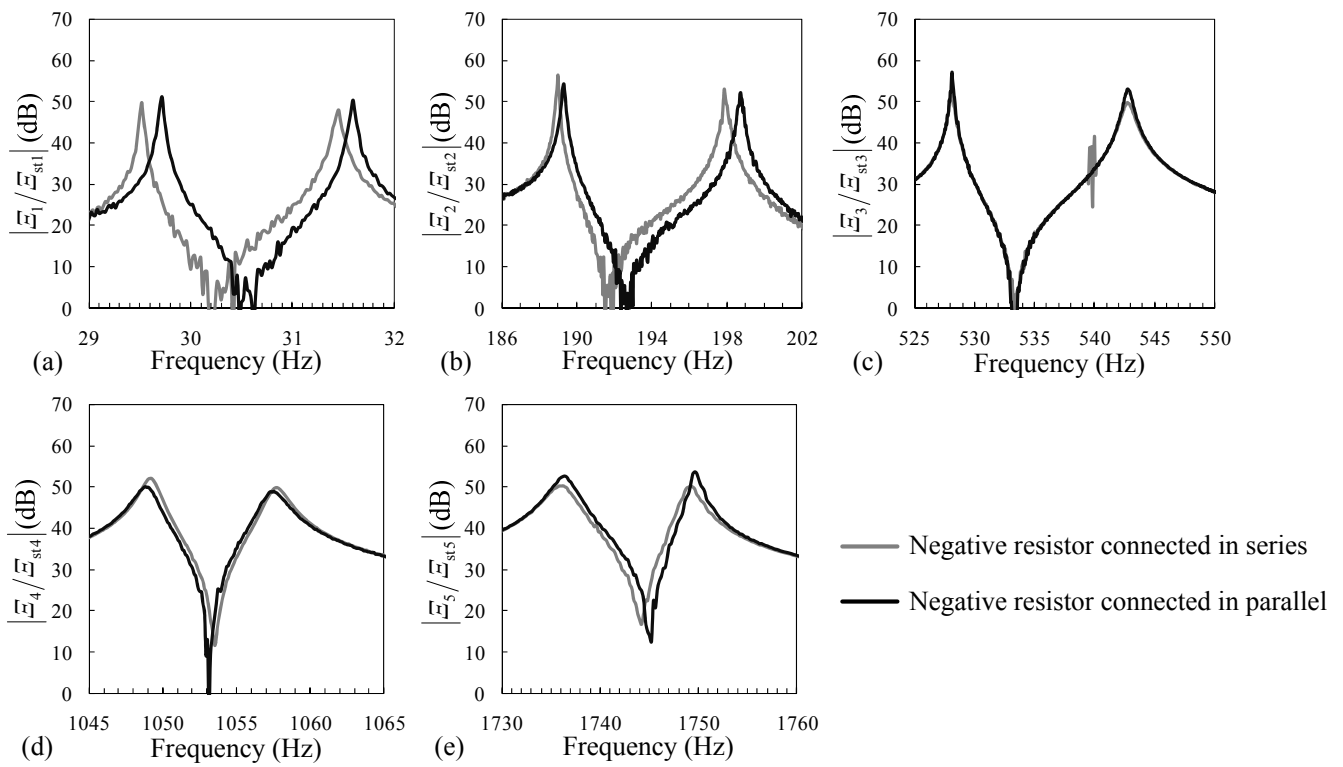 70
60
50
40
30
20
10
0
|Ξ1/Ξst1| (dB)
29 30 31 32
Frequency (Hz)
(a)
70
60
50
40
30
20
10
0
|Ξ2/Ξst2| (dB)
186 190 194 198 202
Frequency (Hz)
(b)
70
60
50
40
30
20
10
0
|Ξ3/Ξst3| (dB)
525 530 535 540 545 550
Frequency (Hz)
(c)
70
60
50
40
30
20
10
0
|Ξ4/Ξst4| (dB)
1045 1050 1055 1060 1065
Frequency (Hz)
(d)
70
60
50
40
30
20
10
0
|Ξ5/Ξst5| (dB)
1730 1740 1750 1760
Frequency (Hz)
(e)
Negative resistor connected in series
Negative resistor connected in parallel